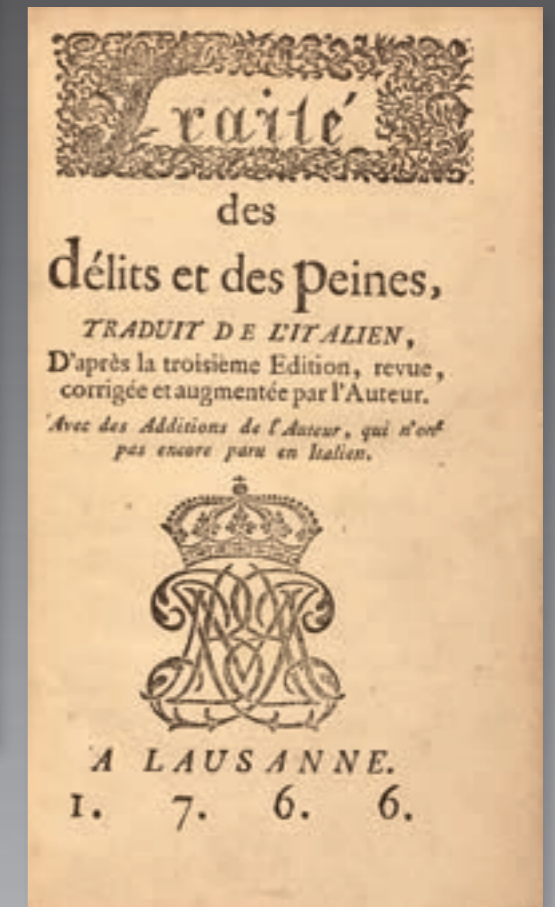 Traité
des
délits et des peines,
TRADUIT DE L'ITALIEN,
D'après la troisième Edition, revue,
corrigée et augmentée par l'Auteur.
Avec des Additions de l'Auteur, qui n'ont
pas encore paru en Italien.
A LAUSANNE.
1. 7. 6. 6.